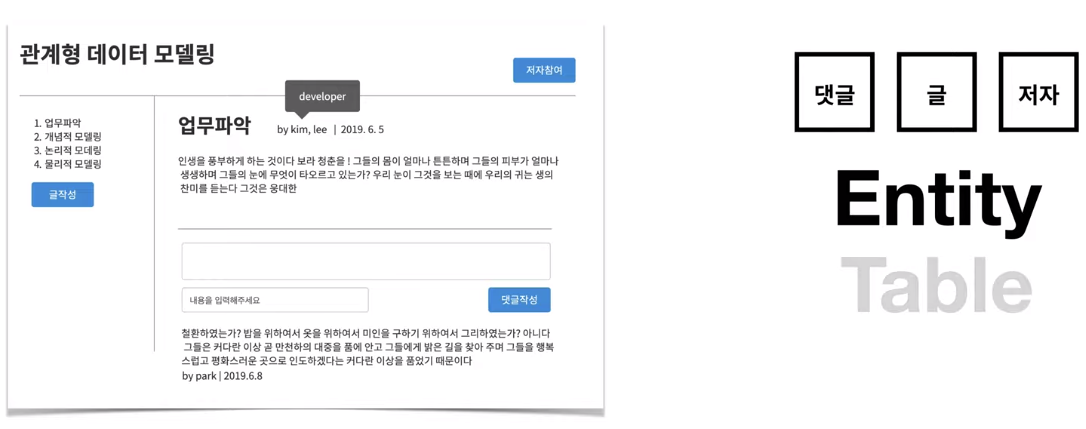 관계형 데이터 모델링
저자참여
developer
1. 업무파악
2. 개념적 모델링
3. 논리적 모데링
4. 물리적 모델링
글작성
업무파악
by kim, lee | 2019. 6. 5
인생을 풍부하게 하는 것이다 보라 청춘을 ! 그들의 몸이 얼마나 튼튼하며 그들의 피부가 얼마나
생생하며 그들의 눈에 무엇이 타오르고 있는가? 우리 눈이 그것을 보는 때에 우리의 귀는 생의
찬미를 듣는다 그것은 웅대한
내용을 입력해주세요
댓글작성
철환하였는가? 밥을 위하여서 옷을 위하여서 미인을 구하기 위하여서 그리하였는가? 아니다
그들은 커다란 이상 곧 만천하의 대중을 품에 안고 그들에게 밝은 길을 찾아 주며 그들을 행복
스럽고 평화스러운 곳으로 인도하겠다는 커다란 이상을 품었기 때문이다
by park | 2019.6.8
댓글
글
저자
Entity
Table